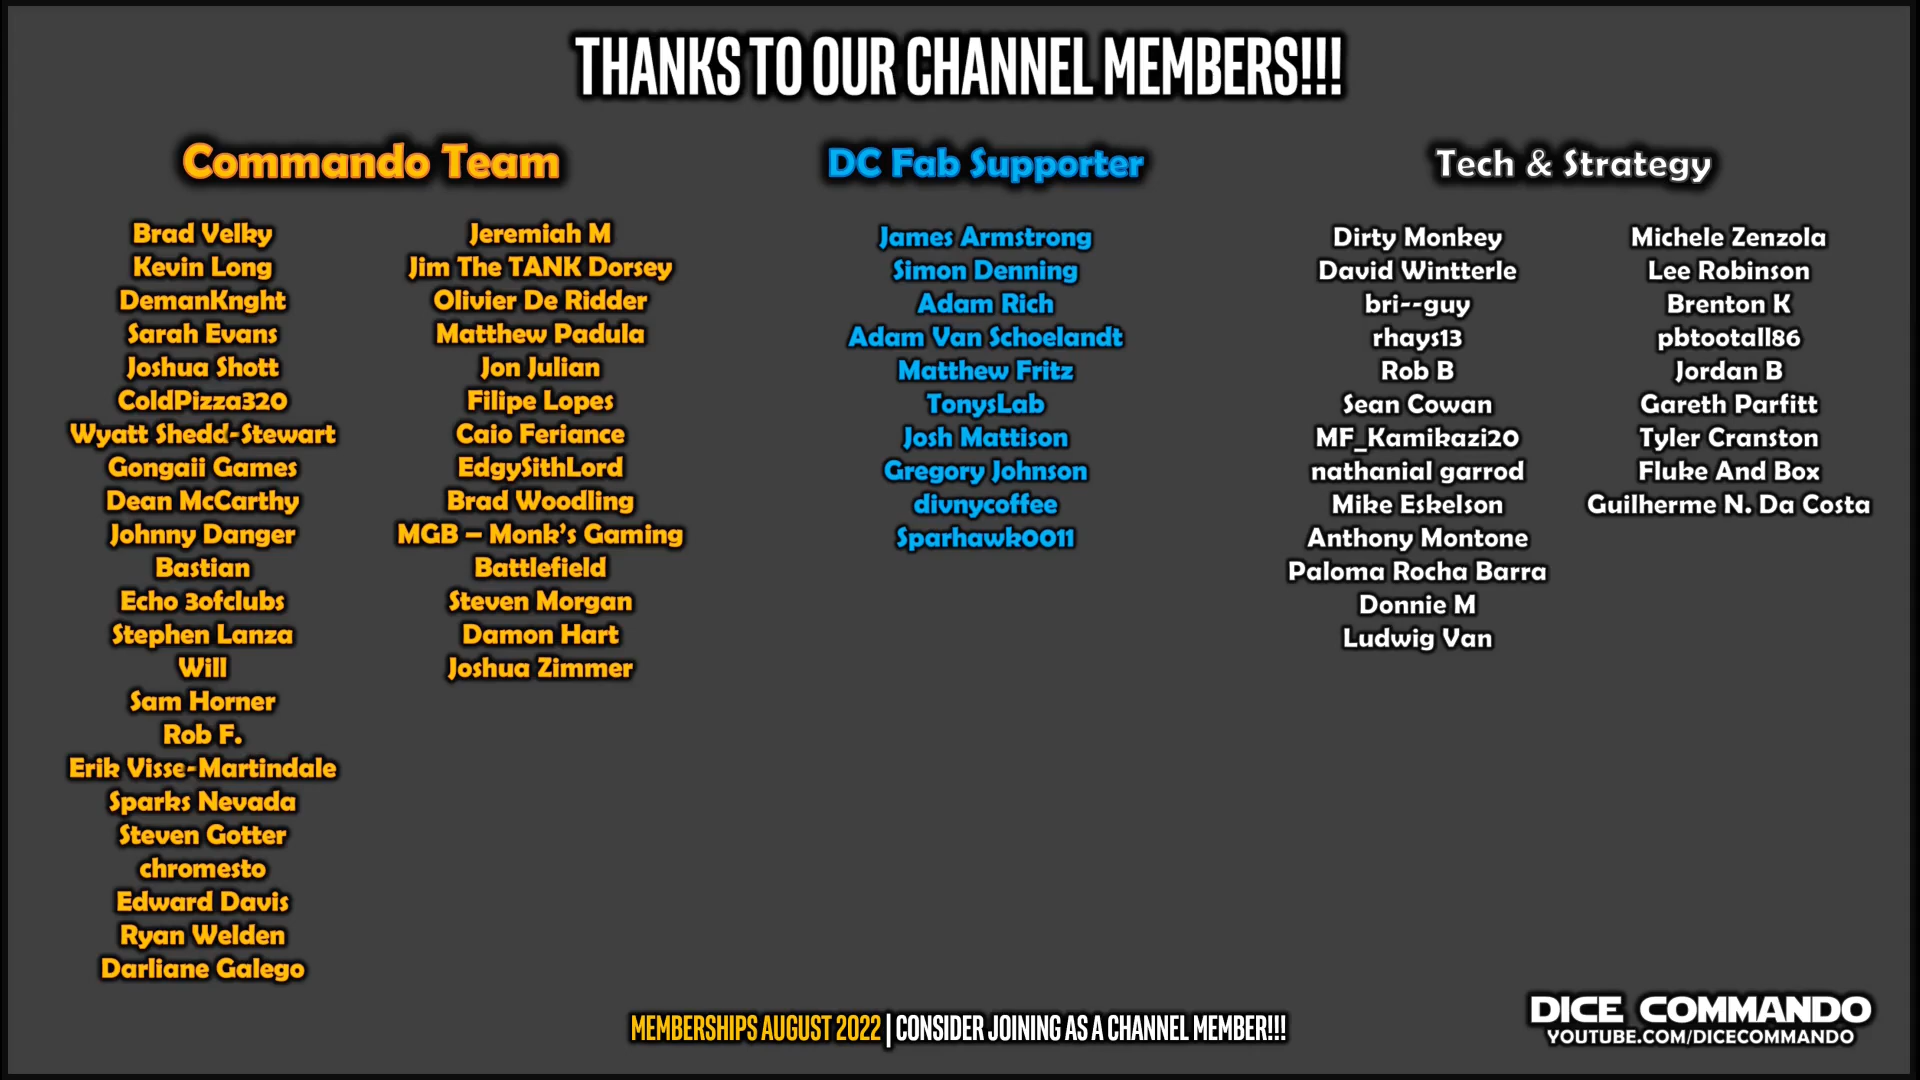 THANKS TO OUR CHANNEL MEMBERS!!!
Commando Team
Brad Velky
Kevin Long
DemanKnght
Sarah Evans
Joshua Shott
ColdPizza320
Wyatt Shedd-Stewart
Gongaii Games
Dean McCarthy
Johnny Danger
Bastian
Echo 3ofclubs
Stephen Lanza
Will
Sam Horner
Rob F.
Erik Visse-Martindale
Sparks Nevada
Steven Gotter
chromesto
Edward Davis
Ryan Welden
Darliane Galego
Jeremiah M
Jim The TANK Dorsey
Olivier De Ridder
Matthew Padula
Jon Julian
Filipe Lopes
Caio Feriance
EdgySithLord
Brad Woodling
MGB – Monk’s Gaming
Battlefield
Steven Morgan
Damon Hart
Joshua Zimmer
DC Fab Supporter
James Armstrong
Simon Denning
Adam Rich
Adam Van Schoelandt
Matthew Fritz
TonysLab
Josh Mattison
Gregory Johnson
divnycoffee
Sparhawk0011
Tech & Strategy
Dirty Monkey
David Wintterle
bri--guy
rhays13
Rob B
Sean Cowan
MF_Kamikazi20
nathanial garrod
Mike Eskelson
Anthony Montone
Paloma Rocha Barra
Donnie M
Ludwig Van
Michele Zenzola
Lee Robinson
Brenton K
pbtootall86
Jordan B
Gareth Parfitt
Tyler Cranston
Fluke And Box
Guilherme N. Da Costa
MEMBERSHIPS AUGUST 2022 | CONSIDER JOINING AS A CHANNEL MEMBER!!!
DICE COMMANDO
YOUTUBE.COM/DICECOMMANDO